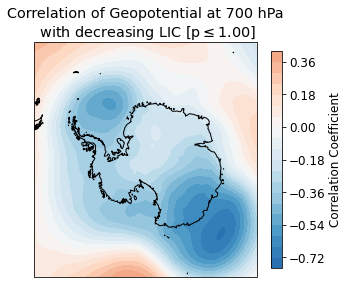 Correlation of Geopotential at 700 hPa
with decreasing LIC [p ≤ 1.00]
0.36
0.18
0.00
−0.18
−0.36
−0.54
−0.72
Correlation Coefficient